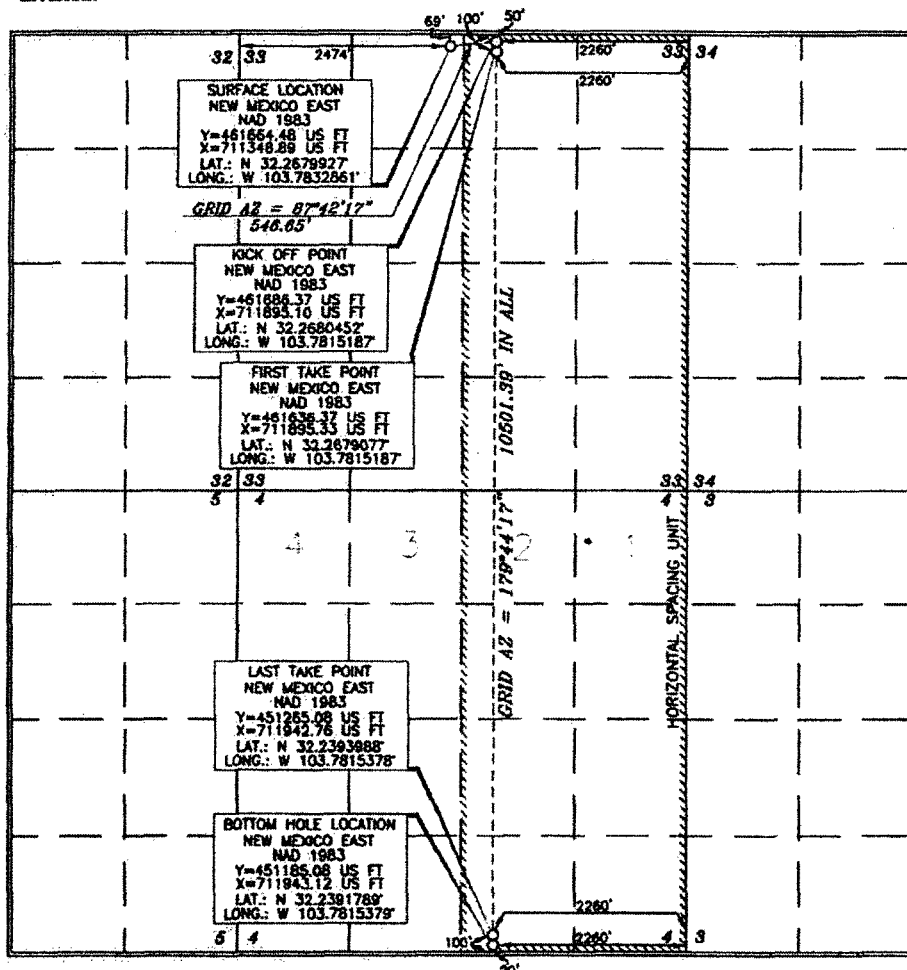 69' 100' 50'
32 33 2474' 2260' 33 34
2260'
SURFACE LOCATION
NEW MEXICO EAST
NAD 1983
Y=461664.48 US FT
X=711348.89 US FT
LAT.: N 32.2679927°
LONG.: W 103.7832861°
GRID AZ = 87°42'17"
546.65'
KICK OFF POINT
NEW MEXICO EAST
NAD 1983
Y=461686.37 US FT
X=711895.10 US FT
LAT.: N 32.2680452°
LONG.: W 103.7815187°
FIRST TAKE POINT
NEW MEXICO EAST
NAD 1983
Y=461636.37 US FT
X=711895.33 US FT
LAT.: N 32.2679077°
LONG.: W 103.7815187°
GRID AZ = 179°44'17" 10501.39' IN ALL
32 33 33 34
5 4 4 3
4 3 2 1
HORIZONTAL SPACING UNIT
LAST TAKE POINT
NEW MEXICO EAST
NAD 1983
Y=451265.08 US FT
X=711942.76 US FT
LAT.: N 32.2393988°
LONG.: W 103.7815378°
BOTTOM HOLE LOCATION
NEW MEXICO EAST
NAD 1983
Y=451185.08 US FT
X=711943.12 US FT
LAT.: N 32.2391789°
LONG.: W 103.7815379°
2260'
5 4 100' 2260' 4 3
20'